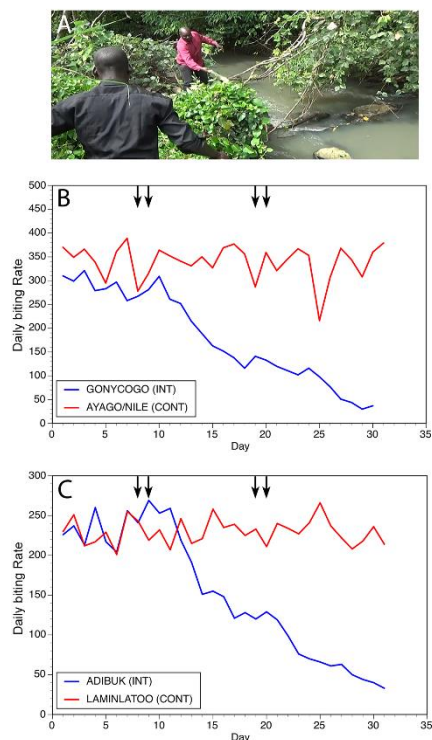 A
B
500
450
400
350
300
250
200
150
100
50
0
Daily biting Rate
GONYCOGO (INT)
AYAGO/NILE (CONT)
0 5 10 15 20 25 30 35
Day
C
300
250
200
150
100
50
0
Daily biting Rate
ADIBUK (INT)
LAMINLATOO (CONT)
0 5 10 15 20 25 30 35
Day